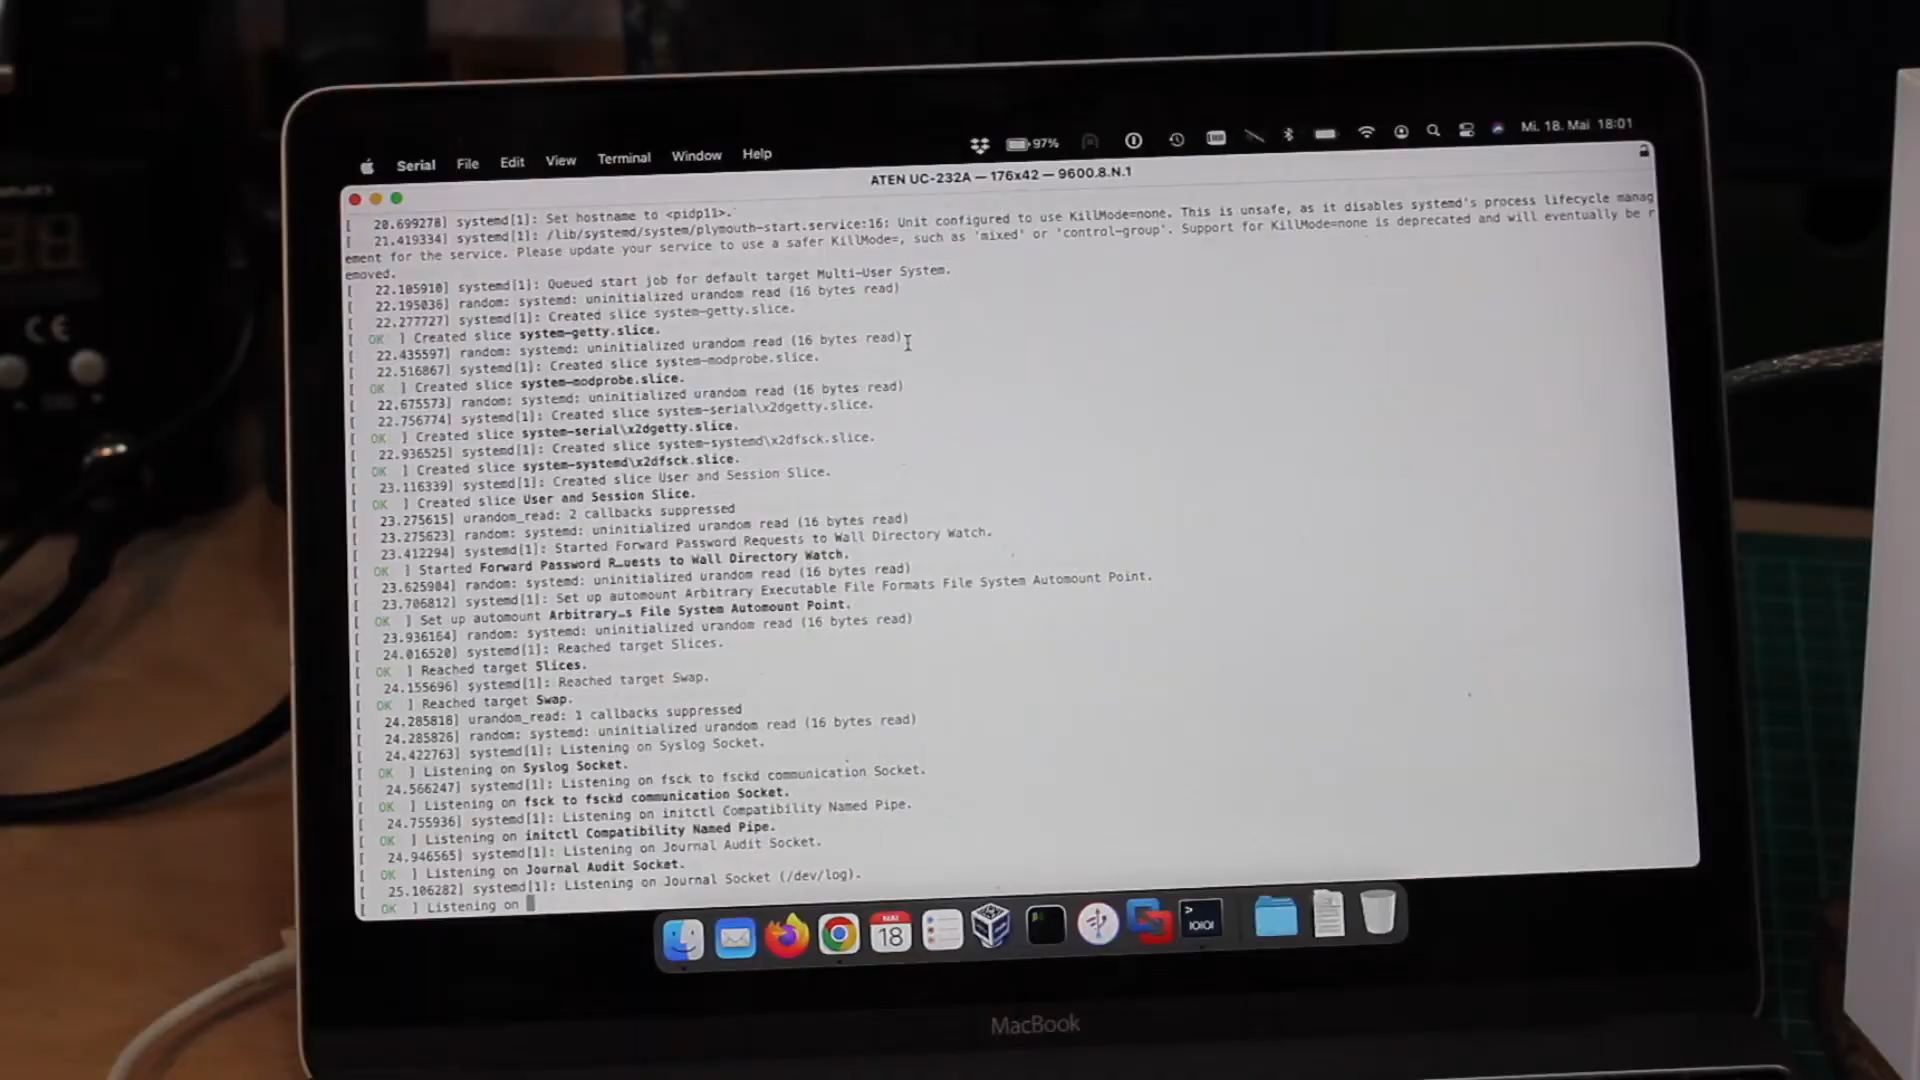 Serial File Edit View Terminal Window Help 97% Mi. 18. Mai 18:01
ATEN UC-232A — 176x42 — 9600.8.N.1
[ 20.699278] systemd[1]: Set hostname to <pidp11>.
[ 21.419334] systemd[1]: /lib/systemd/system/plymouth-start.service:16: Unit configured to use KillMode=none. This is unsafe, as it disables systemd's process lifecycle manag
ement for the service. Please update your service to use a safer KillMode=, such as 'mixed' or 'control-group'. Support for KillMode=none is deprecated and will eventually be r
emoved.
[ 22.105910] systemd[1]: Queued start job for default target Multi-User System.
[ 22.195036] random: systemd: uninitialized urandom read (16 bytes read)
[ 22.277727] systemd[1]: Created slice system-getty.slice.
[ OK ] Created slice system-getty.slice.
[ 22.435597] random: systemd: uninitialized urandom read (16 bytes read)
[ 22.516867] systemd[1]: Created slice system-modprobe.slice.
[ OK ] Created slice system-modprobe.slice.
[ 22.675573] random: systemd: uninitialized urandom read (16 bytes read)
[ 22.756774] systemd[1]: Created slice system-serial\x2dgetty.slice.
[ OK ] Created slice system-serial\x2dgetty.slice.
[ 22.936525] systemd[1]: Created slice system-systemd\x2dfsck.slice.
[ OK ] Created slice system-systemd\x2dfsck.slice.
[ 23.116339] systemd[1]: Created slice User and Session Slice.
[ OK ] Created slice User and Session Slice.
[ 23.275615] urandom_read: 2 callbacks suppressed
[ 23.275623] random: systemd: uninitialized urandom read (16 bytes read)
[ 23.412294] systemd[1]: Started Forward Password Requests to Wall Directory Watch.
[ OK ] Started Forward Password R…uests to Wall Directory Watch.
[ 23.625904] random: systemd: uninitialized urandom read (16 bytes read)
[ 23.706812] systemd[1]: Set up automount Arbitrary Executable File Formats File System Automount Point.
[ OK ] Set up automount Arbitrary…s File System Automount Point.
[ 23.936164] random: systemd: uninitialized urandom read (16 bytes read)
[ 24.016520] systemd[1]: Reached target Slices.
[ OK ] Reached target Slices.
[ 24.155696] systemd[1]: Reached target Swap.
[ OK ] Reached target Swap.
[ 24.285818] urandom_read: 1 callbacks suppressed
[ 24.285826] random: systemd: uninitialized urandom read (16 bytes read)
[ 24.422763] systemd[1]: Listening on Syslog Socket.
[ OK ] Listening on Syslog Socket.
[ 24.566247] systemd[1]: Listening on fsck to fsckd communication Socket.
[ OK ] Listening on fsck to fsckd communication Socket.
[ 24.755936] systemd[1]: Listening on initctl Compatibility Named Pipe.
[ OK ] Listening on initctl Compatibility Named Pipe.
[ 24.946565] systemd[1]: Listening on Journal Audit Socket.
[ OK ] Listening on Journal Audit Socket.
[ 25.106282] systemd[1]: Listening on Journal Socket (/dev/log).
[ OK ] Listening on
18
IOIOI
MacBook
CE